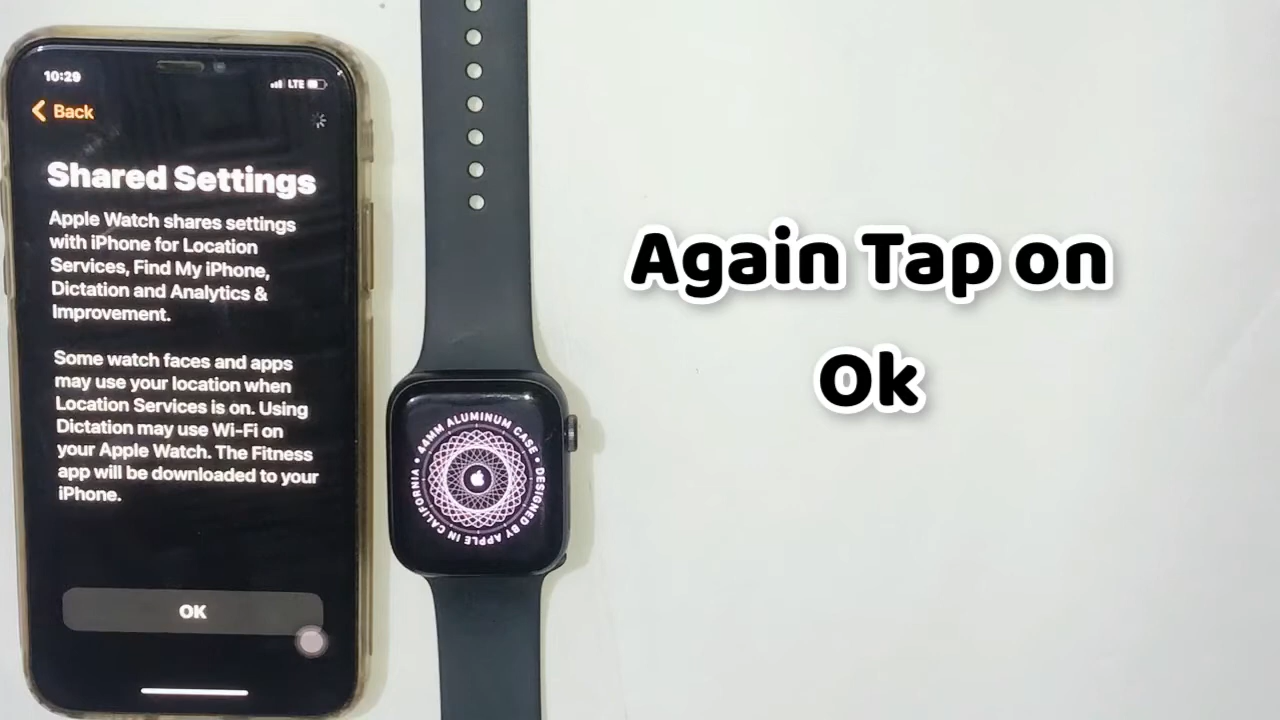 10:29
LTE
Back
Shared Settings
Apple Watch shares settings
with iPhone for Location
Services, Find My iPhone,
Dictation and Analytics &
Improvement.
Some watch faces and apps
may use your location when
Location Services is on. Using
Dictation may use Wi-Fi on
your Apple Watch. The Fitness
app will be downloaded to your
iPhone.
OK
44MM ALUMINUM CASE • DESIGNED BY APPLE IN CALIFORNIA •
Again Tap on
Ok